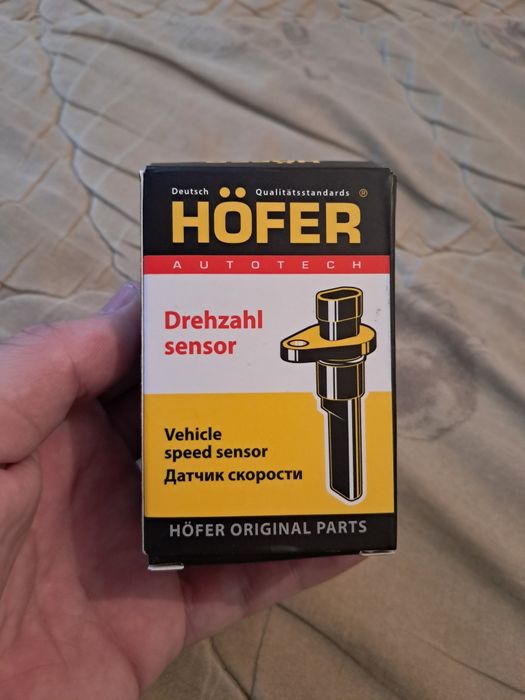 Deutsch Qualitätsstandards ®
HÖFER
AUTOTECH
Drehzahl
sensor
Vehicle
speed sensor
Датчик скорости
HÖFER ORIGINAL PARTS